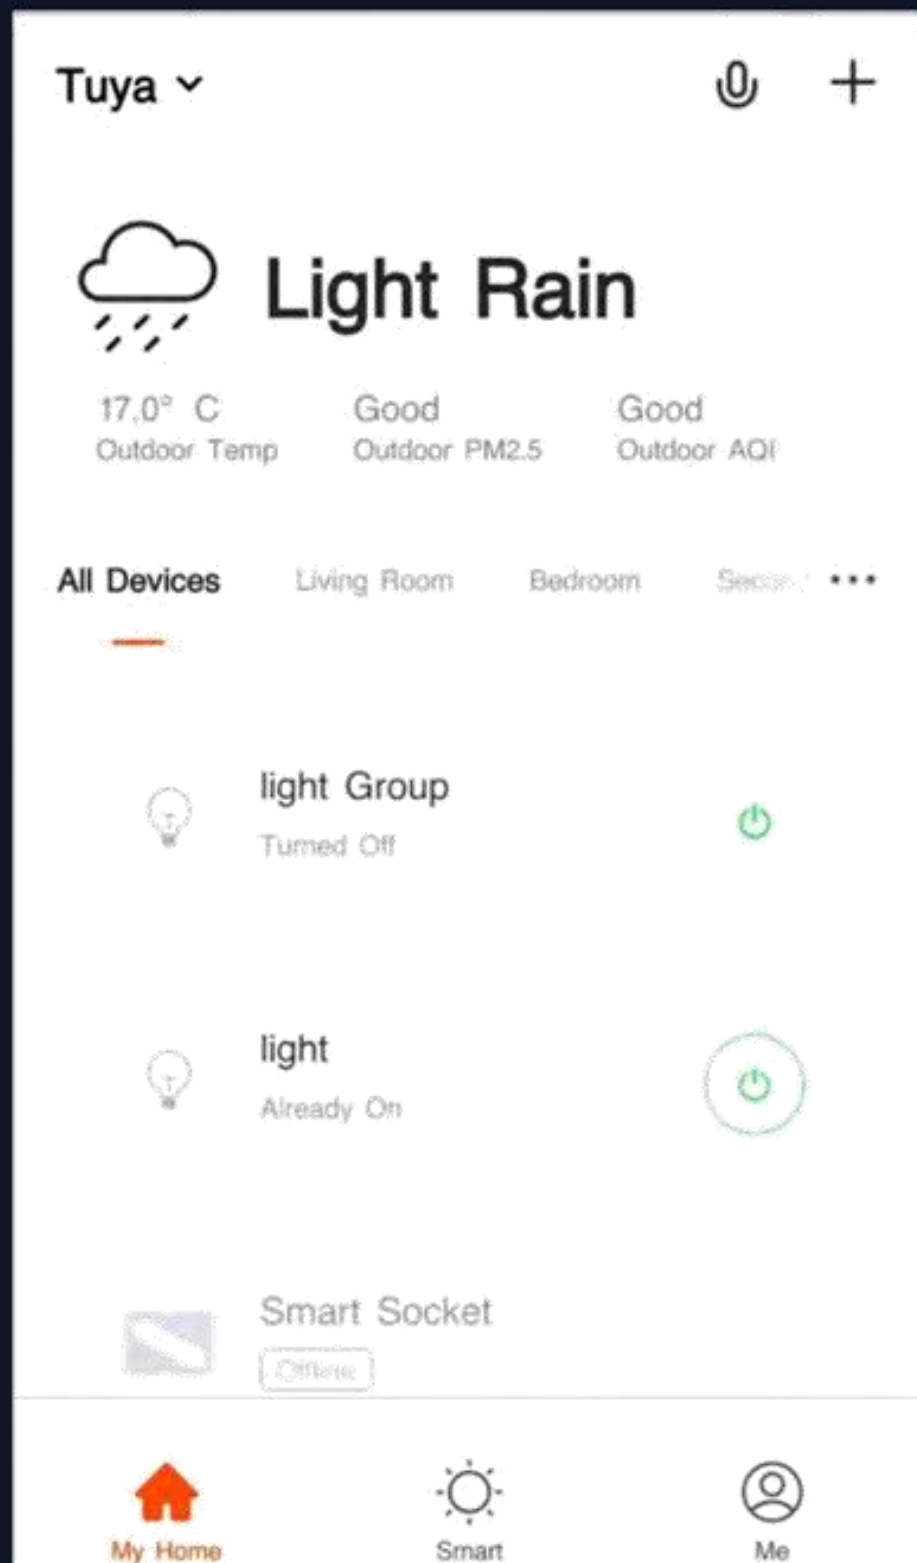 Tuya
Light Rain
17.0° C Good Good
Outdoor Temp Outdoor PM2.5 Outdoor AQI
All Devices Living Room Bedroom
light Group
Turned Off
light
Already On
Smart Socket
Offline
My Home Smart Me